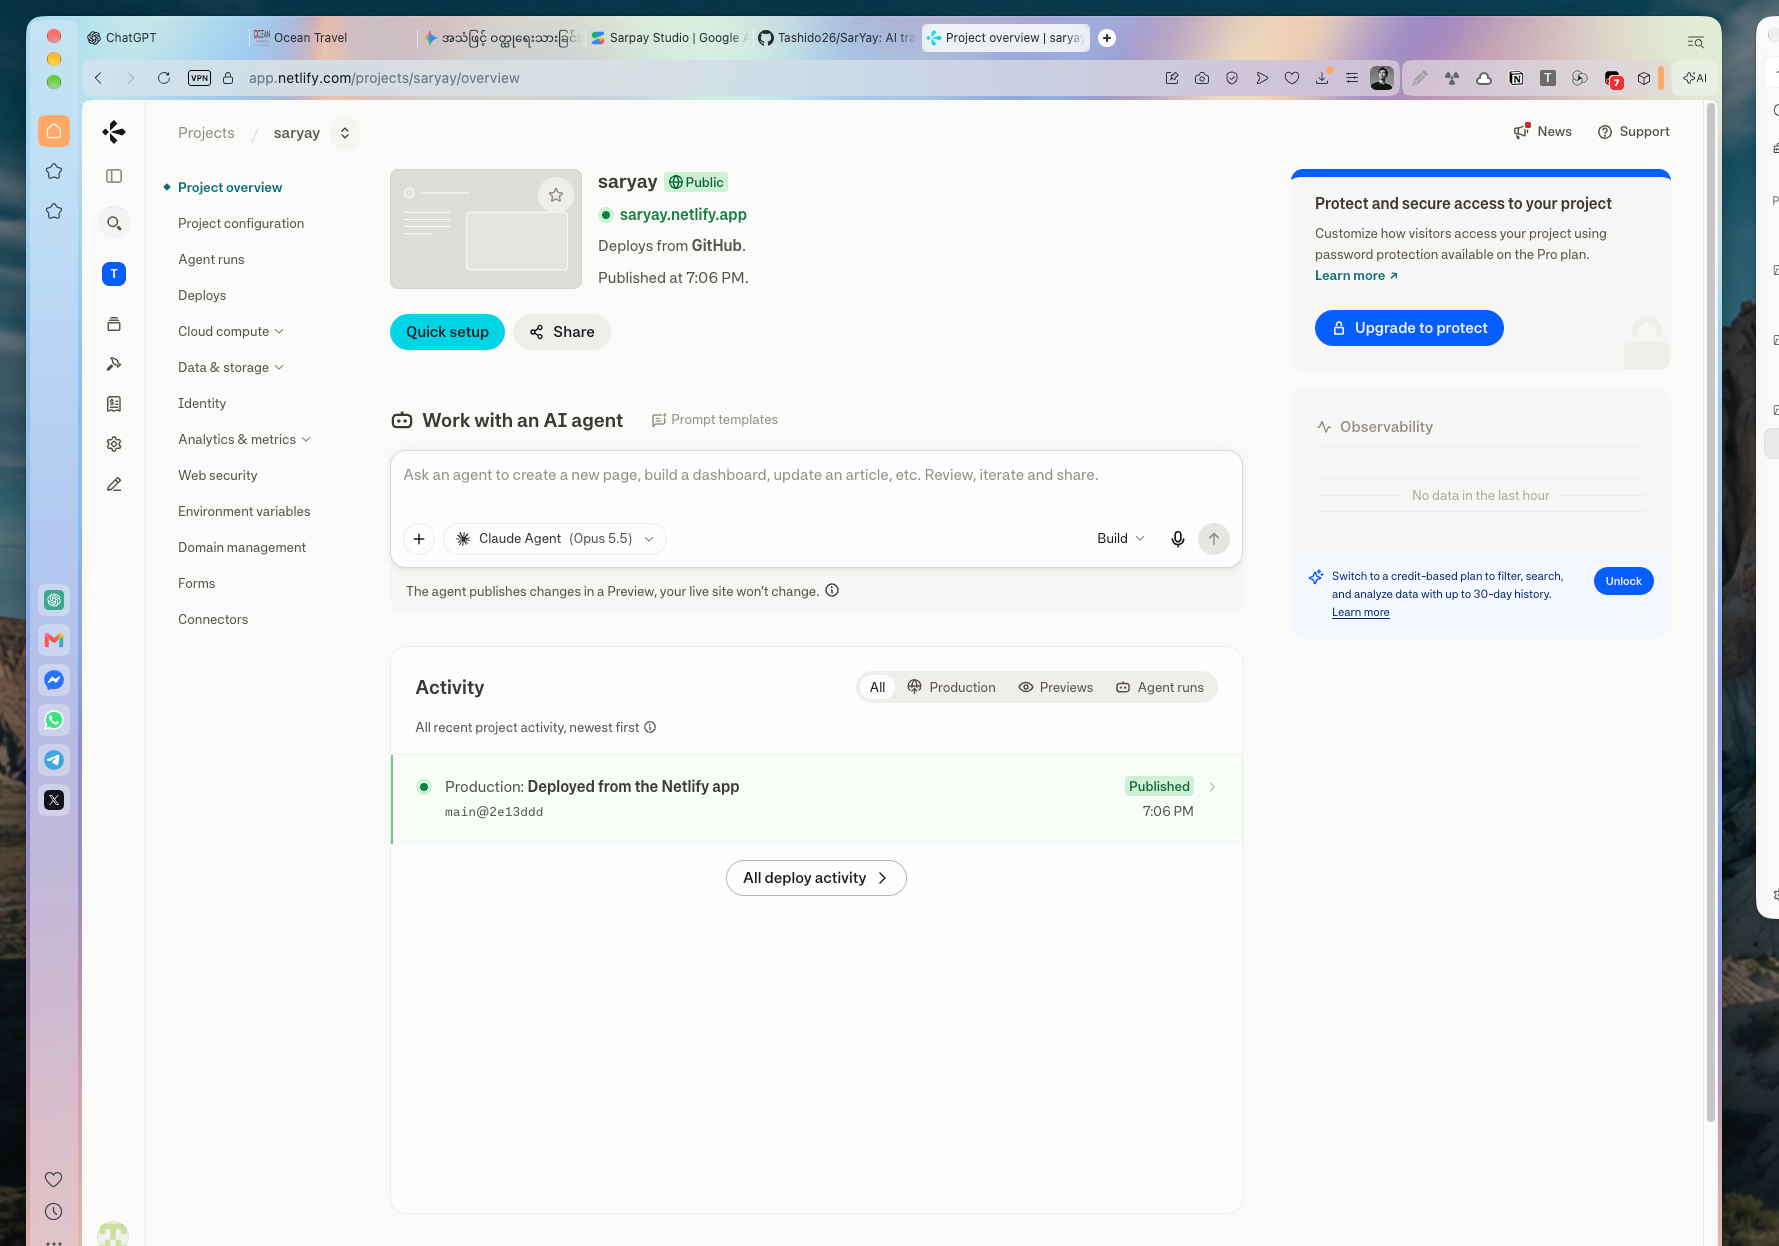 ChatGPT
Ocean Travel
အသံဖြင့် ဝတ္ထုရေးသားခြင်း
Sarpay Studio | Google
Tashido26/SarYay: AI tra
Project overview | saryay
VPN
app.netlify.com/projects/saryay/overview
7
AI
Projects / saryay
News
Support
T
Project overview
Project configuration
Agent runs
Deploys
Cloud compute
Data & storage
Identity
Analytics & metrics
Web security
Environment variables
Domain management
Forms
Connectors
saryay Public
saryay.netlify.app
Deploys from GitHub.
Published at 7:06 PM.
Quick setup
Share
Protect and secure access to your project
Customize how visitors access your project using
password protection available on the Pro plan.
Learn more ↗
Upgrade to protect
Work with an AI agent
Prompt templates
Ask an agent to create a new page, build a dashboard, update an article, etc. Review, iterate and share.
Claude Agent (Opus 5.5)
Build
The agent publishes changes in a Preview, your live site won't change.
Observability
No data in the last hour
Switch to a credit-based plan to filter, search,
and analyze data with up to 30-day history.
Learn more
Unlock
Activity
All
Production
Previews
Agent runs
All recent project activity, newest first
Production: Deployed from the Netlify app
main@2e13ddd
Published
7:06 PM
All deploy activity